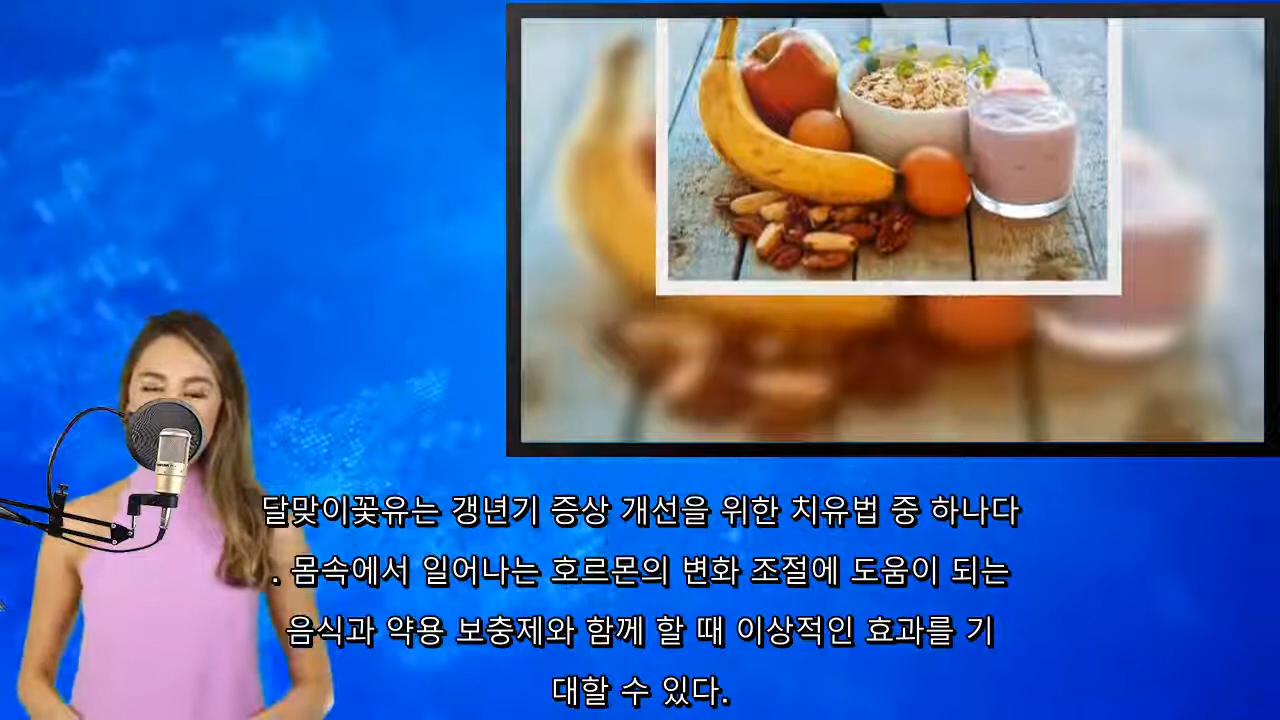 달맞이꽃유는 갱년기 증상 개선을 위한 치유법 중 하나다
. 몸속에서 일어나는 호르몬의 변화 조절에 도움이 되는
음식과 약용 보충제와 함께 할 때 이상적인 효과를 기
대할 수 있다.